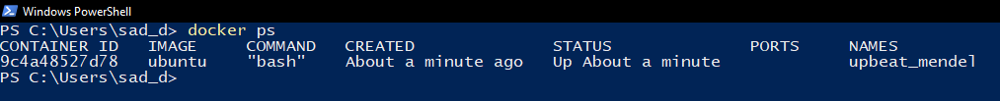 Windows PowerShell
PS C:\Users\sad_d> docker ps
CONTAINER ID   IMAGE     COMMAND   CREATED              STATUS              PORTS     NAMES
9c4a48527d78   ubuntu    "bash"    About a minute ago   Up About a minute             upbeat_mendel
PS C:\Users\sad_d>